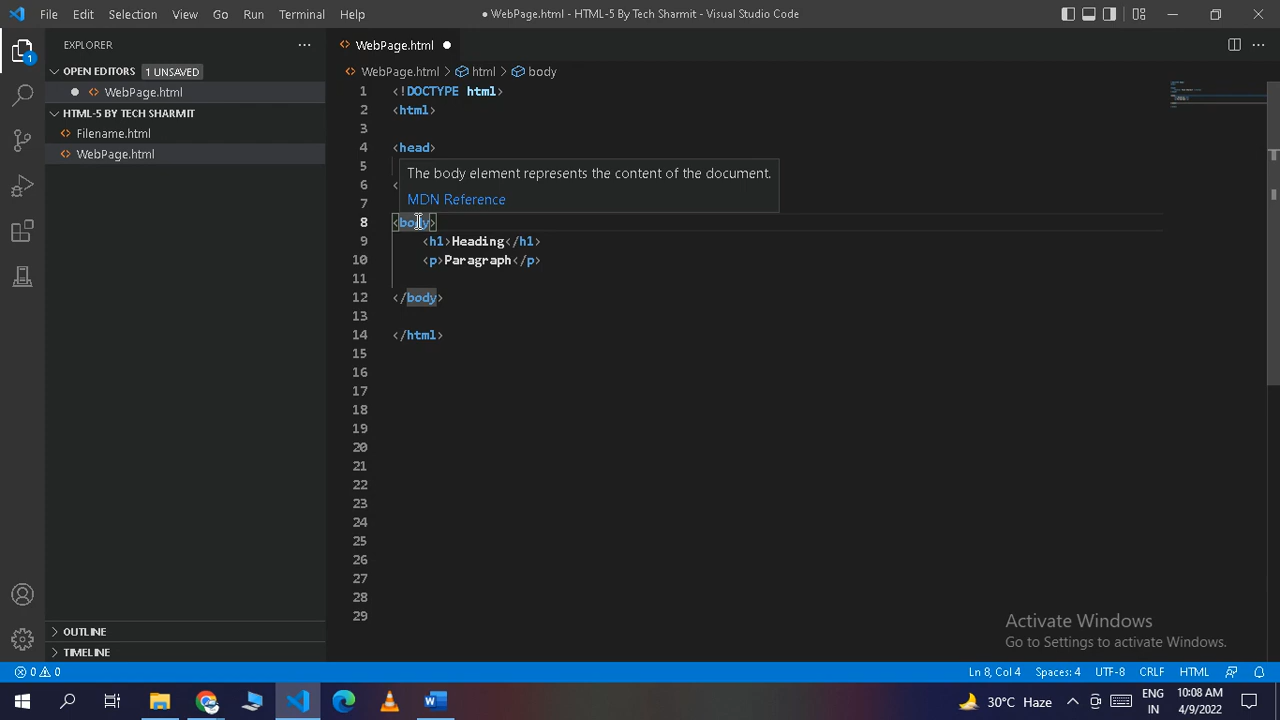 File Edit Selection View Go Run Terminal Help
● WebPage.html - HTML-5 By Tech Sharmit - Visual Studio Code
EXPLORER
OPEN EDITORS 1 UNSAVED
WebPage.html
HTML-5 BY TECH SHARMIT
Filename.html
WebPage.html
OUTLINE
TIMELINE
1
WebPage.html
WebPage.html > html > body
1 <!DOCTYPE html>
2 <html>
3
4 <head>
5
6 <
7
The body element represents the content of the document.
MDN Reference
8 <body>
9 <h1>Heading</h1>
10 <p>Paragraph</p>
11
12 </body>
13
14 </html>
15
16
17
18
19
20
21
22
23
24
25
26
27
28
29
Activate Windows
Go to Settings to activate Windows.
0 0 Ln 8, Col 4 Spaces: 4 UTF-8 CRLF HTML
30°C Haze ENG IN 10:08 AM 4/9/2022